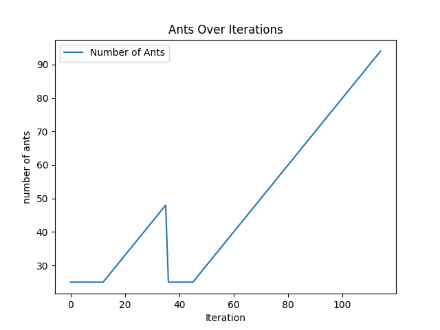 Ants Over Iterations
Number of Ants
number of ants
90
80
70
60
50
40
30
0 20 40 60 80 100
Iteration